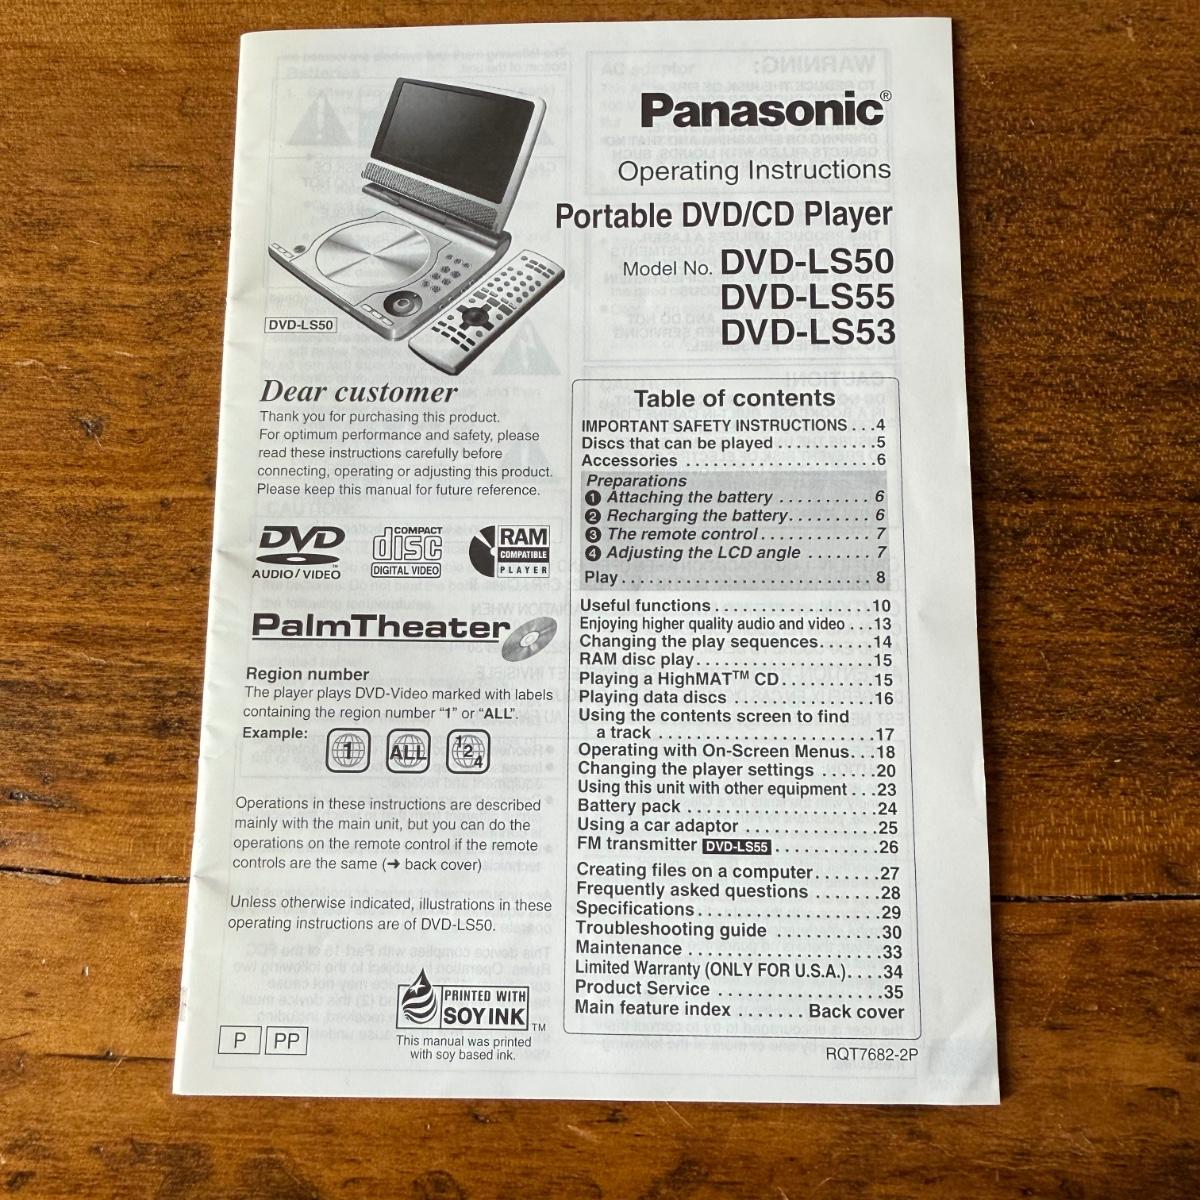 Panasonic®
Operating Instructions
Portable DVD/CD Player
Model No. DVD-LS50
DVD-LS55
DVD-LS53
DVD-LS50
Dear customer
Thank you for purchasing this product.
For optimum performance and safety, please
read these instructions carefully before
connecting, operating or adjusting this product.
Please keep this manual for future reference.
DVD
AUDIO/VIDEO
COMPACT
disc
DIGITAL VIDEO
RAM
COMPATIBLE
PLAYER
PalmTheater
Region number
The player plays DVD-Video marked with labels
containing the region number “1” or “ALL”.
Example:
1
ALL
1
2
4
Operations in these instructions are described
mainly with the main unit, but you can do the
operations on the remote control if the remote
controls are the same (➜ back cover)
Unless otherwise indicated, illustrations in these
operating instructions are of DVD-LS50.
P PP
PRINTED WITH
SOY INK™
This manual was printed
with soy based ink.
Table of contents
IMPORTANT SAFETY INSTRUCTIONS . . .4
Discs that can be played . . . . . . . . . . .5
Accessories . . . . . . . . . . . . . . . . . . . . .6
Preparations
❶ Attaching the battery . . . . . . . . . . 6
❷ Recharging the battery. . . . . . . . . 6
❸ The remote control . . . . . . . . . . . . 7
❹ Adjusting the LCD angle . . . . . . . 7
Play . . . . . . . . . . . . . . . . . . . . . . . . . . . 8
Useful functions . . . . . . . . . . . . . . . . .10
Enjoying higher quality audio and video . . .13
Changing the play sequences. . . . . .14
RAM disc play. . . . . . . . . . . . . . . . . . .15
Playing a HighMAT™ CD. . . . . . . . . .15
Playing data discs . . . . . . . . . . . . . . .16
Using the contents screen to find
a track . . . . . . . . . . . . . . . . . . . . . . .17
Operating with On-Screen Menus. . .18
Changing the player settings . . . . . .20
Using this unit with other equipment . . .23
Battery pack . . . . . . . . . . . . . . . . . . . .24
Using a car adaptor . . . . . . . . . . . . . .25
FM transmitter DVD-LS55 . . . . . . . . . . .26
Creating files on a computer. . . . . . .27
Frequently asked questions . . . . . . .28
Specifications . . . . . . . . . . . . . . . . . . .29
Troubleshooting guide . . . . . . . . . . .30
Maintenance . . . . . . . . . . . . . . . . . . . .33
Limited Warranty (ONLY FOR U.S.A.). . . .34
Product Service . . . . . . . . . . . . . . . . .35
Main feature index . . . . . . . Back cover
RQT7682-2P